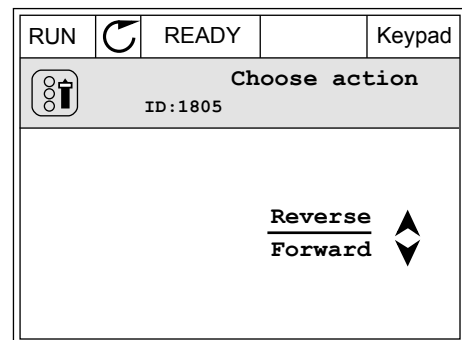 RUN READY Keypad
Choose action
ID:1805
Reverse
Forward